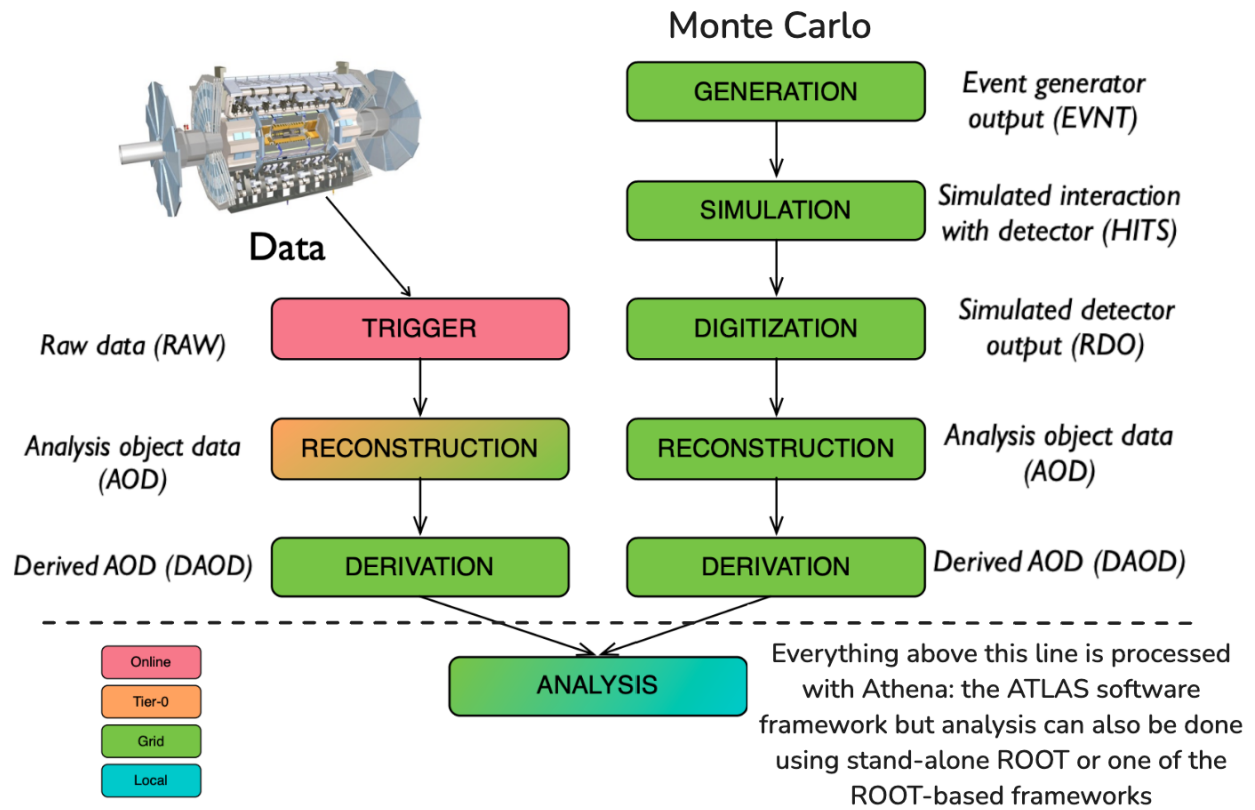 Monte Carlo
GENERATION
Event generator
output (EVNT)
SIMULATION
Simulated interaction
with detector (HITS)
Data
TRIGGER
Raw data (RAW)
DIGITIZATION
Simulated detector
output (RDO)
Analysis object data
(AOD)
RECONSTRUCTION
RECONSTRUCTION
Analysis object data
(AOD)
Derived AOD (DAOD)
DERIVATION
DERIVATION
Derived AOD (DAOD)
Online
Tier-0
Grid
Local
ANALYSIS
Everything above this line is processed
with Athena: the ATLAS software
framework but analysis can also be done
using stand-alone ROOT or one of the
ROOT-based frameworks